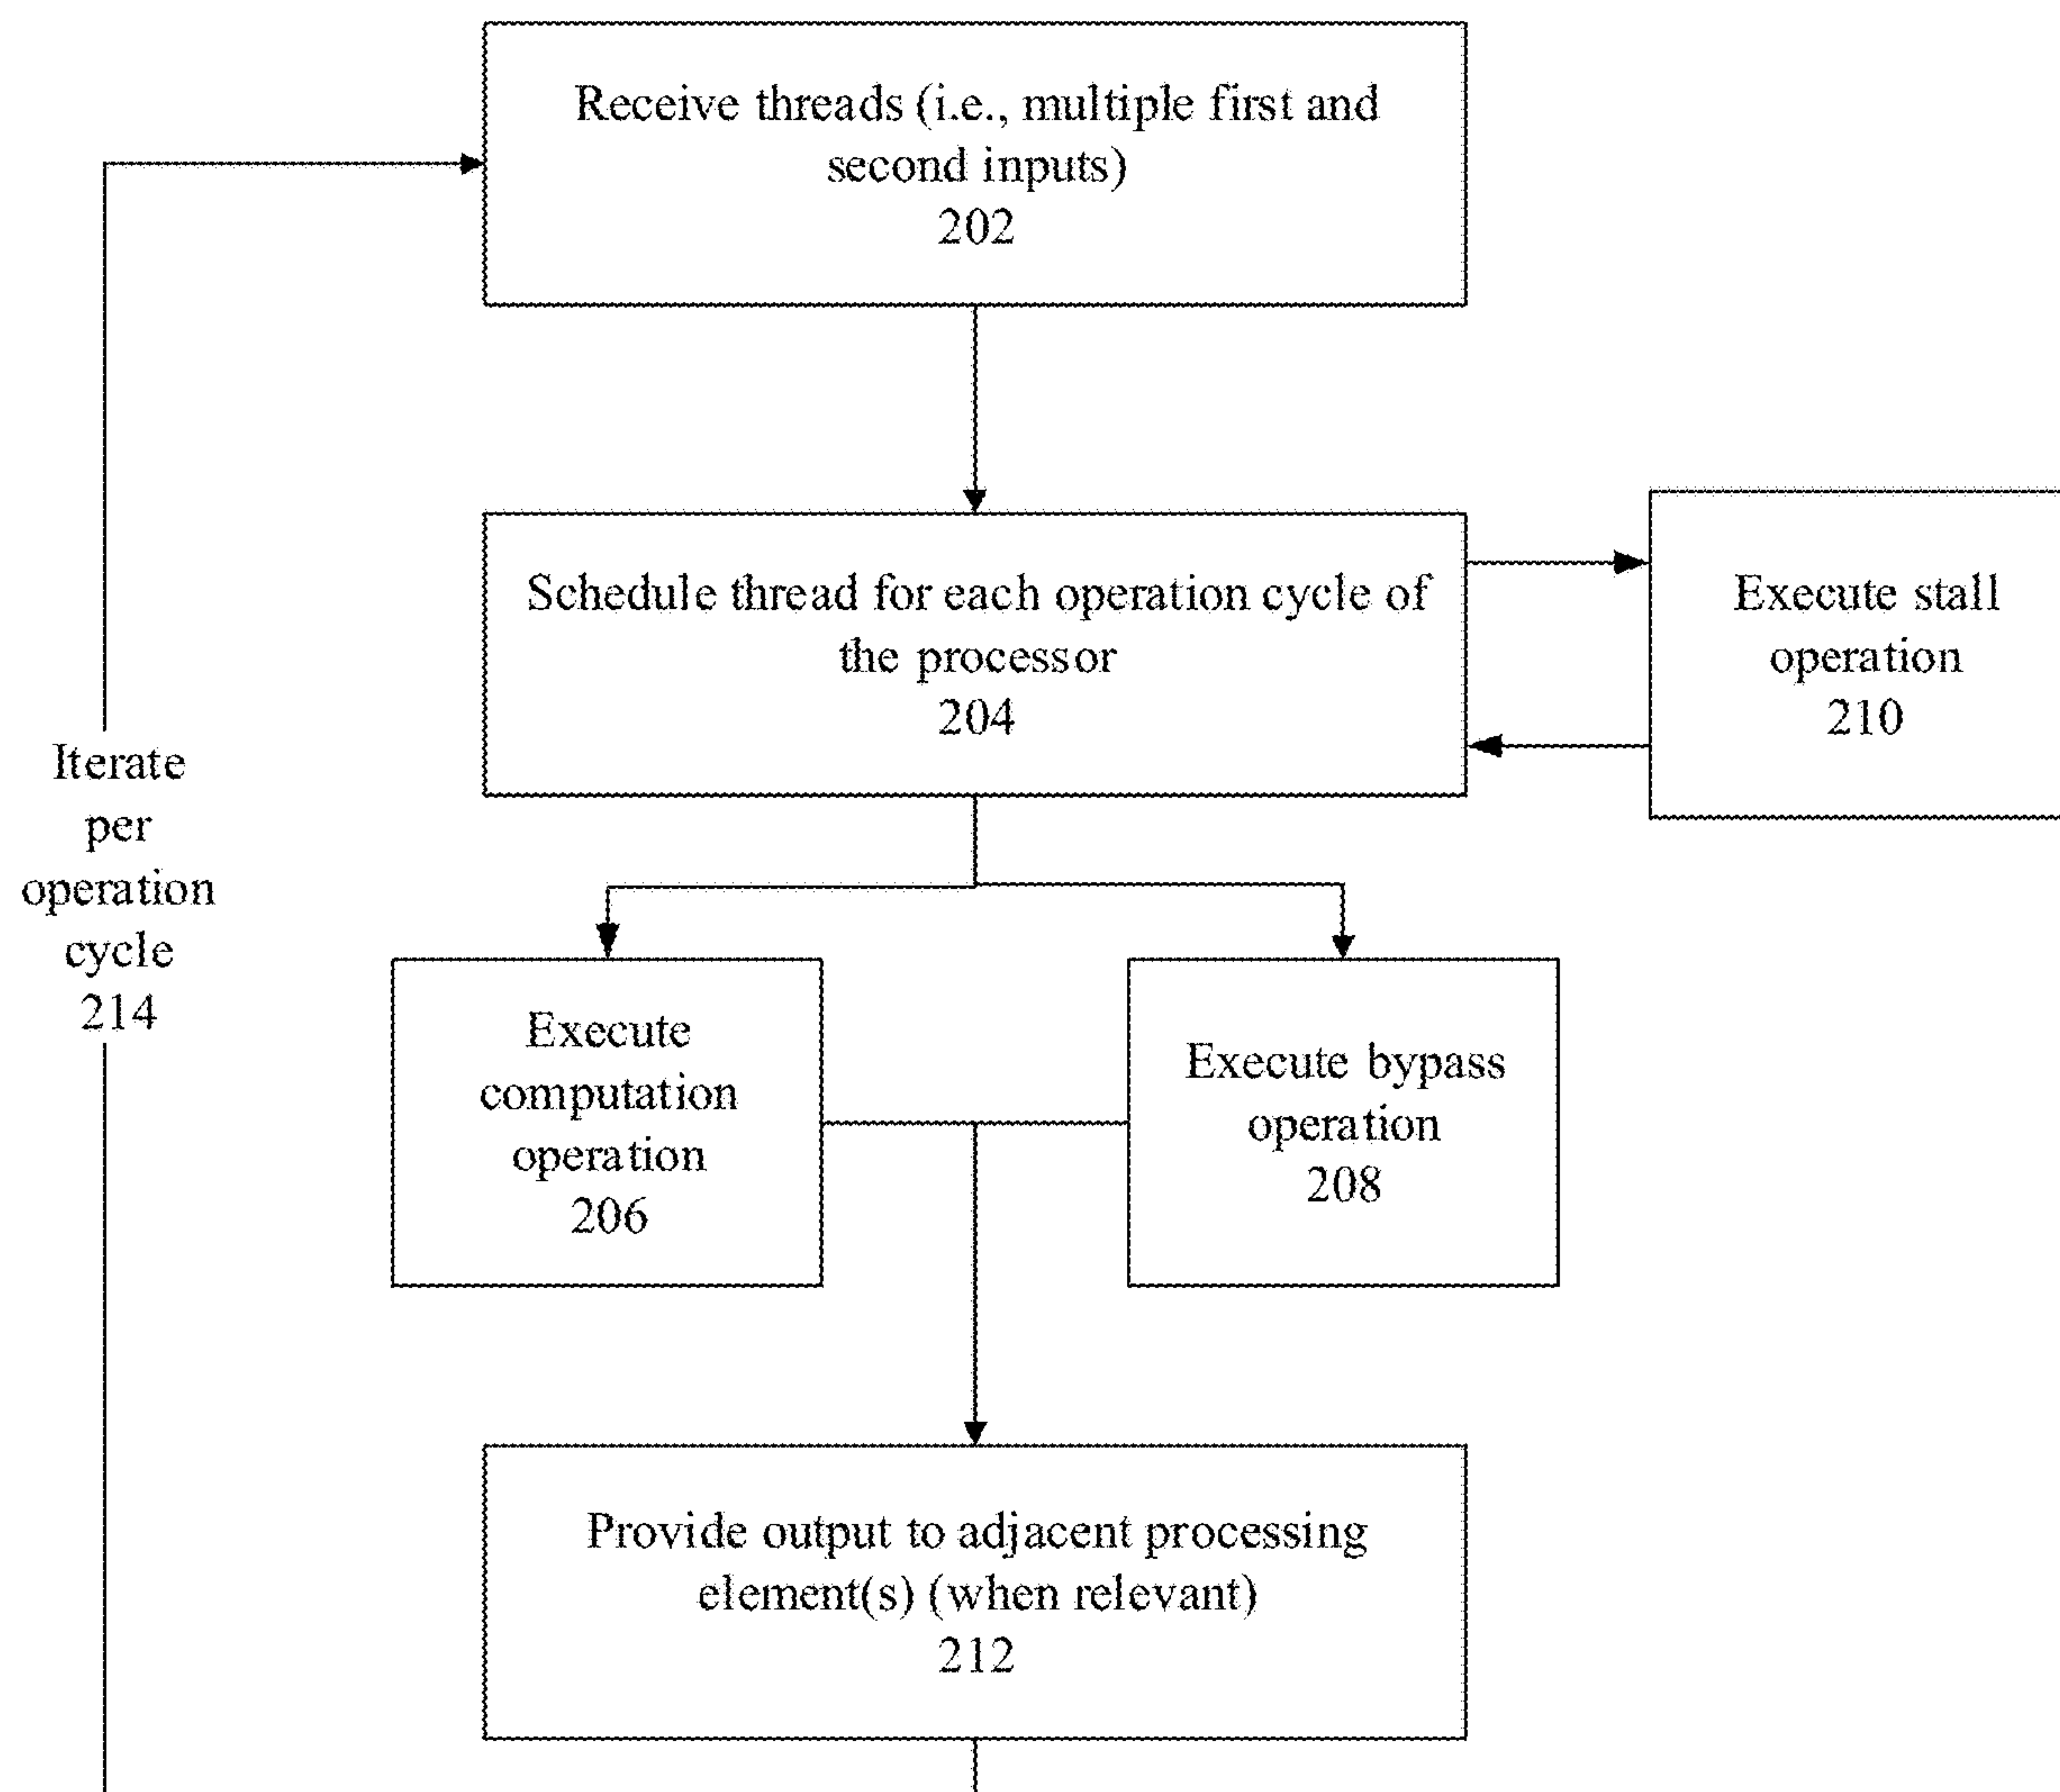 Receive threads (i.e., multiple first and
second inputs)
202
Schedule thread for each operation cycle of
the processor
204
Execute stall
operation
210
Iterate
per
operation
cycle
214
Execute
computation
operation
206
Execute bypass
operation
208
Provide output to adjacent processing
element(s) (when relevant)
212